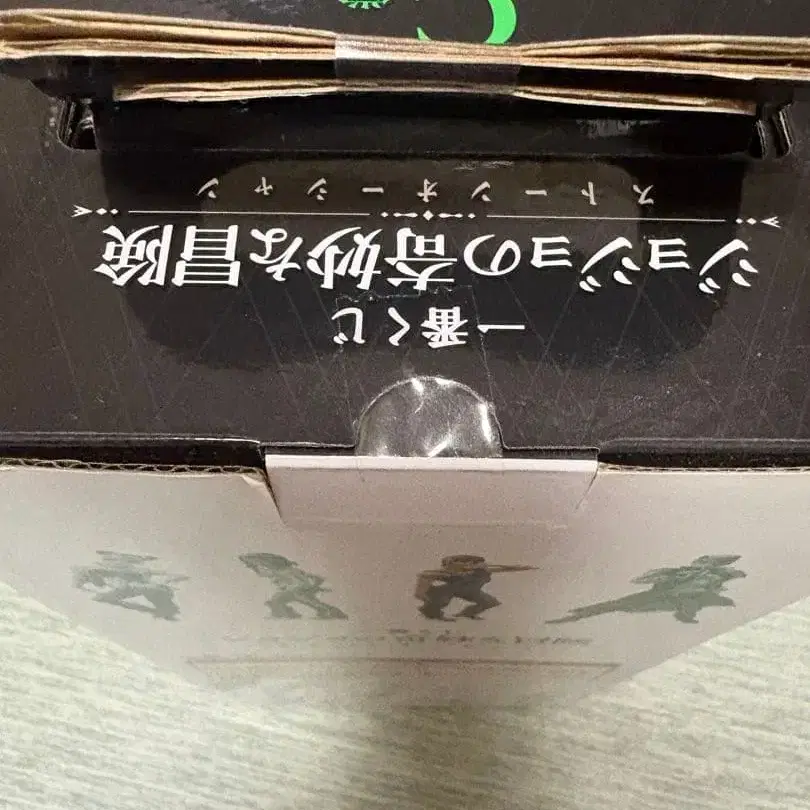 一番くじ
ジョジョの奇妙な冒険
ストーンオーシャン